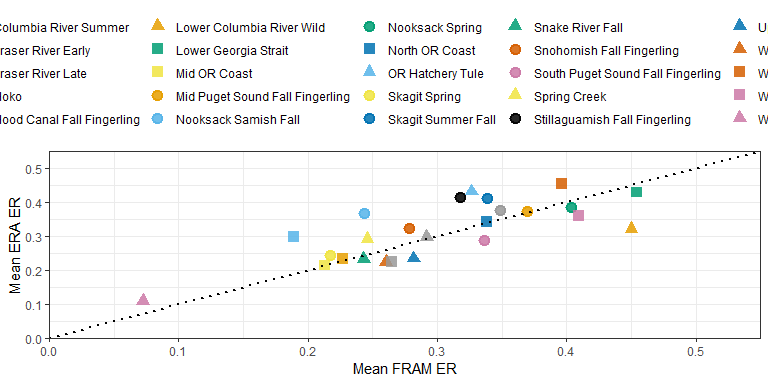 Columbia River Summer Lower Columbia River Wild Nooksack Spring Snake River Fall U
Fraser River Early Lower Georgia Strait North OR Coast Snohomish Fall Fingerling W
Fraser River Late Mid OR Coast OR Hatchery Tule South Puget Sound Fall Fingerling W
Hoko Mid Puget Sound Fall Fingerling Skagit Spring Spring Creek W
Hood Canal Fall Fingerling Nooksack Samish Fall Skagit Summer Fall Stillaguamish Fall Fingerling W
Mean ERA ER
0.5
0.4
0.3
0.2
0.1
0.0
0.0 0.1 0.2 0.3 0.4 0.5
Mean FRAM ER